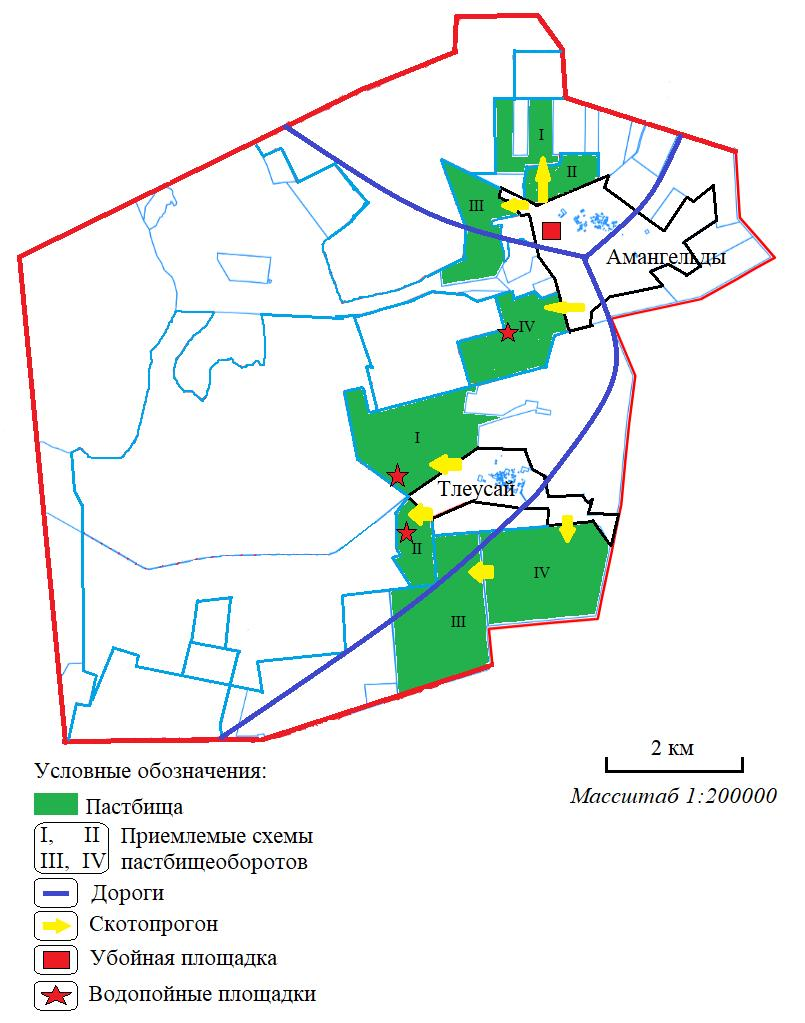 I
II
III
Амангельды
IV
I
Тлеусай
II
IV
III
2 км
Масштаб 1:200000
Условные обозначения:
Пастбища
I, II Приемлемые схемы
III, IV пастбищеоборотов
Дороги
Скотопрогон
Убойная площадка
Водопойные площадки